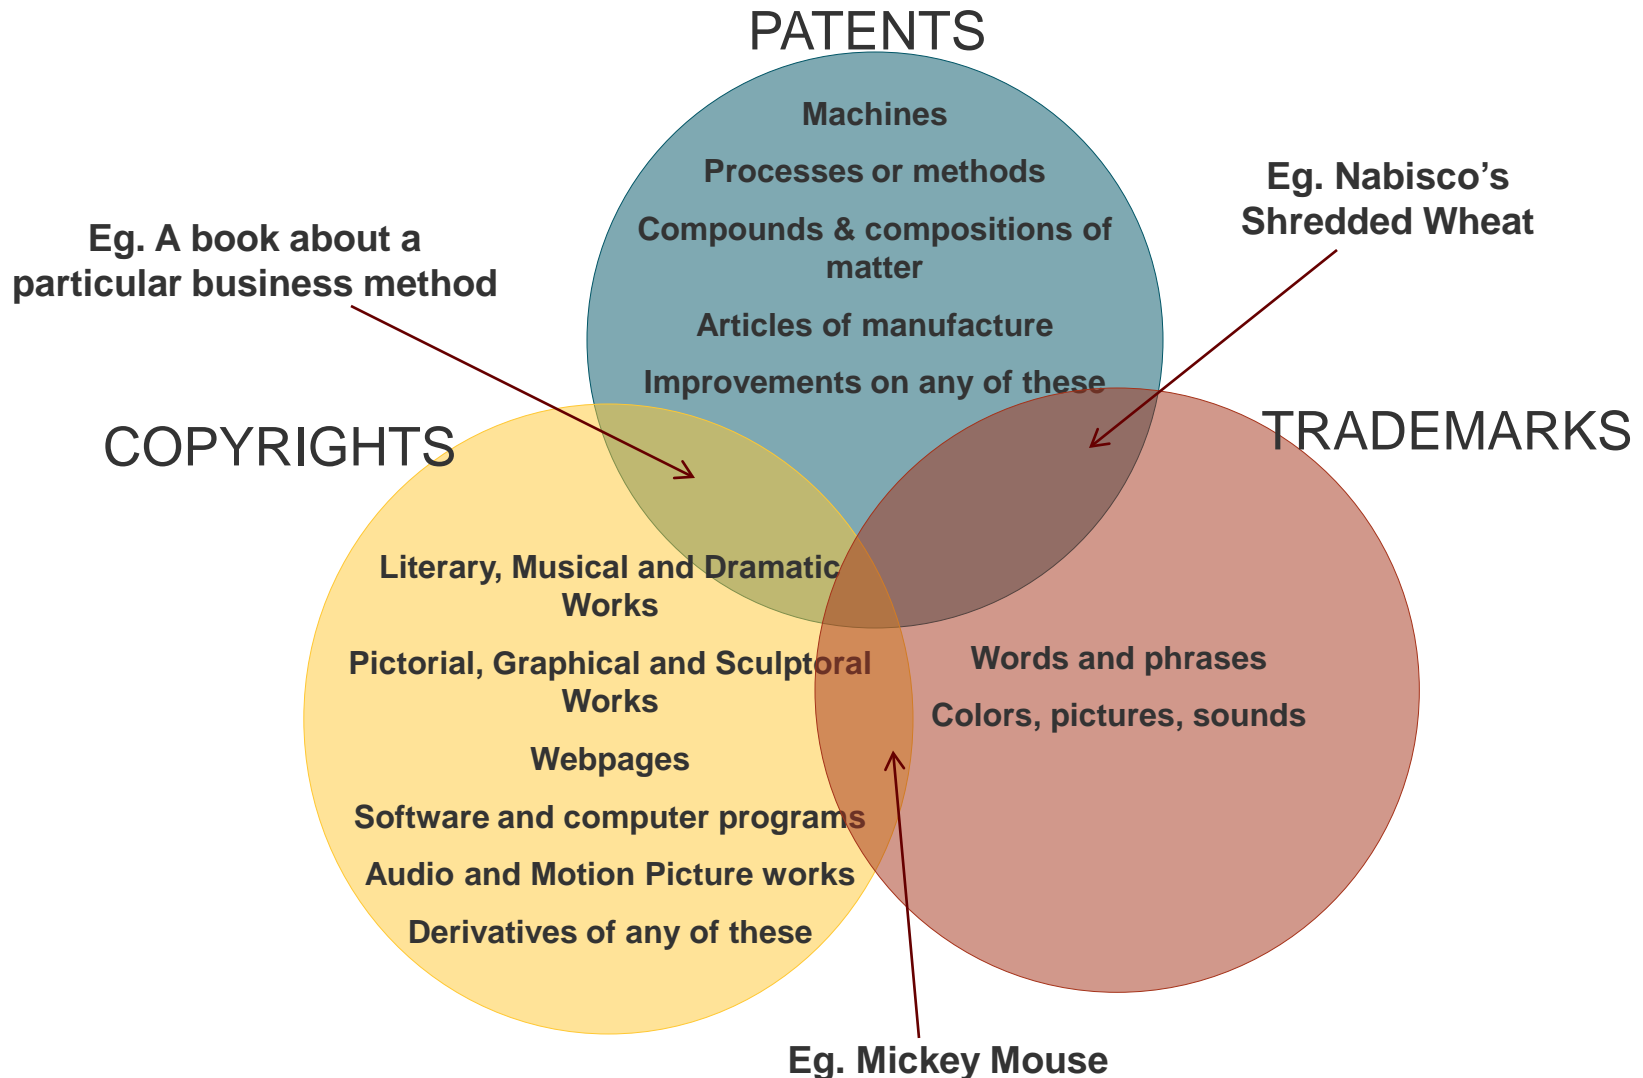 PATENTS
Machines
Processes or methods
Compounds & compositions of
matter
Articles of manufacture
Improvements on any of these
Eg. Nabisco’s
Shredded Wheat
Eg. A book about a
particular business method
COPYRIGHTS
TRADEMARKS
Literary, Musical and Dramatic
Works
Pictorial, Graphical and Sculptoral
Works
Webpages
Software and computer programs
Audio and Motion Picture works
Derivatives of any of these
Words and phrases
Colors, pictures, sounds
Eg. Mickey Mouse